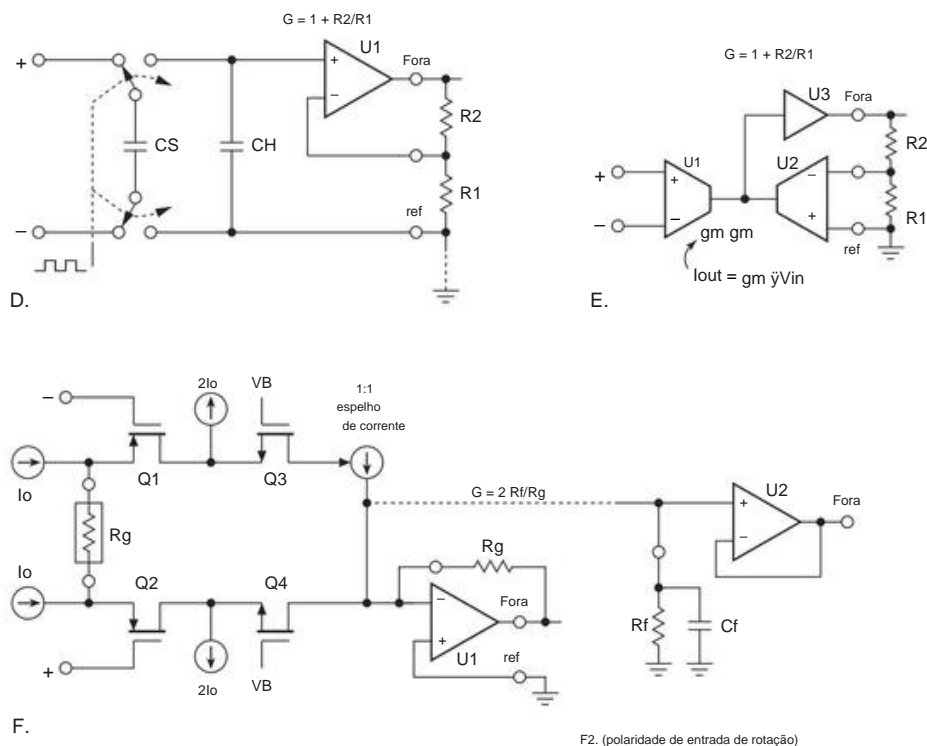 G = 1 + R2/R1
U1
Fora
+
+
−
CS
CH
R2
R1
−
ref
D.
G = 1 + R2/R1
U3
Fora
U1
U2
R2
+
+
−
−
−
+
R1
gm gm
ref
Iout = gm ÿVin
E.
2Io
VB
1:1
espelho
de corrente
−
Io
Q1
Q3
G = 2 Rf/Rg
U2
Fora
+
−
Rg
Rg
Io
Q2
Q4
Fora
−
+
U1
ref
Rf
Cf
+
2Io
VB
F.
F2. (polaridade de entrada de rotação)